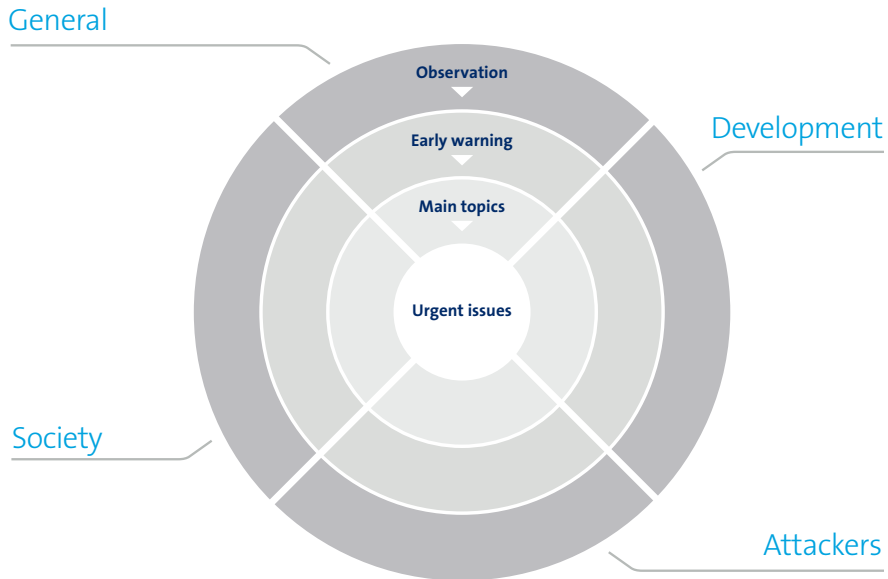 General
Observation
Development
Early warning
Main topics
Urgent issues
Society
Attackers